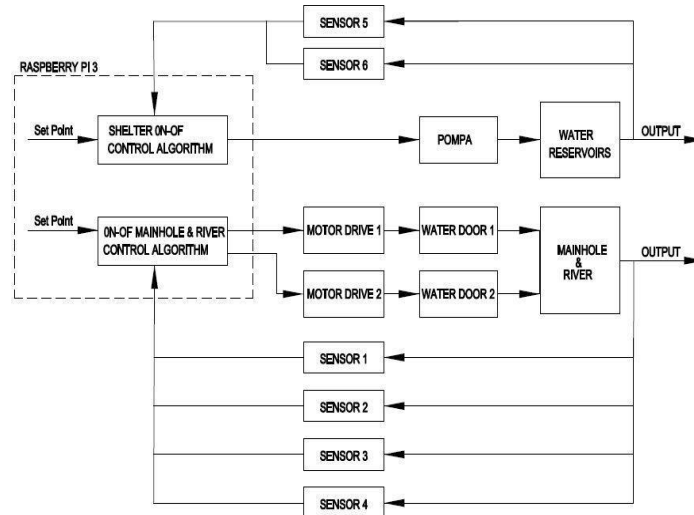 SENSOR 5
SENSOR 6
RASPBERRY PI 3
Set Point
SHELTER 0N-OF
CONTROL ALGORITHM
POMPA
WATER
RESERVOIRS
OUTPUT
Set Point
0N-OF MAINHOLE & RIVER
CONTROL ALGORITHM
MOTOR DRIVE 1
WATER DOOR 1
MAINHOLE
&
RIVER
OUTPUT
MOTOR DRIVE 2
WATER DOOR 2
SENSOR 1
SENSOR 2
SENSOR 3
SENSOR 4